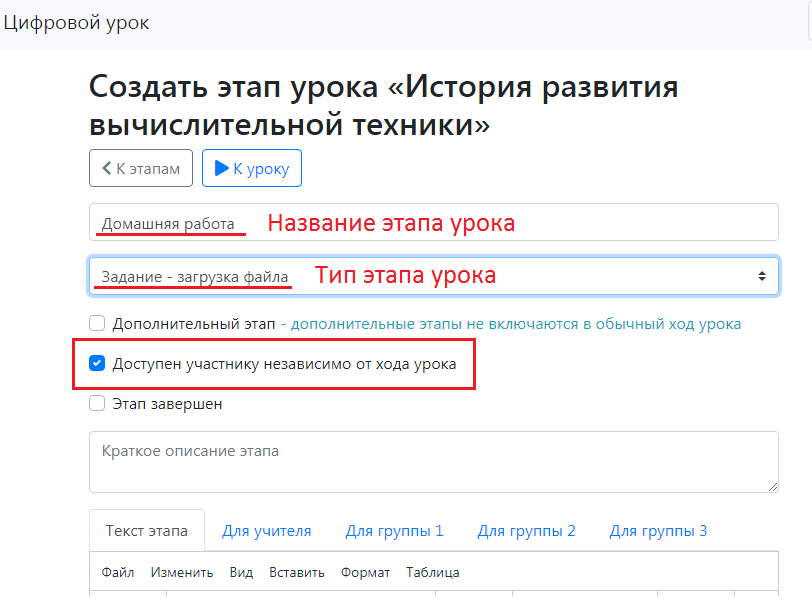 Цифровой урок
Создать этап урока «История развития
вычислительной техники»
К этапам К уроку
Домашняя работа Название этапа урока
Задание - загрузка файла Тип этапа урока
Дополнительный этап - дополнительные этапы не включаются в обычный ход урока
Доступен участнику независимо от хода урока
Этап завершен
Краткое описание этапа
Текст этапа Для учителя Для группы 1 Для группы 2 Для группы 3
Файл Изменить Вид Вставить Формат Таблица